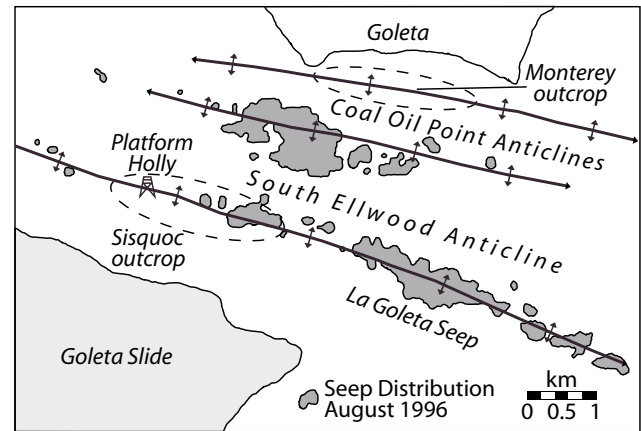 Goleta
Monterey
outcrop
Coal Oil Point Anticlines
Platform
Holly
South Ellwood Anticline
Sisquoc
outcrop
La Goleta Seep
Goleta Slide
km
0 0.5 1
Seep Distribution
August 1996